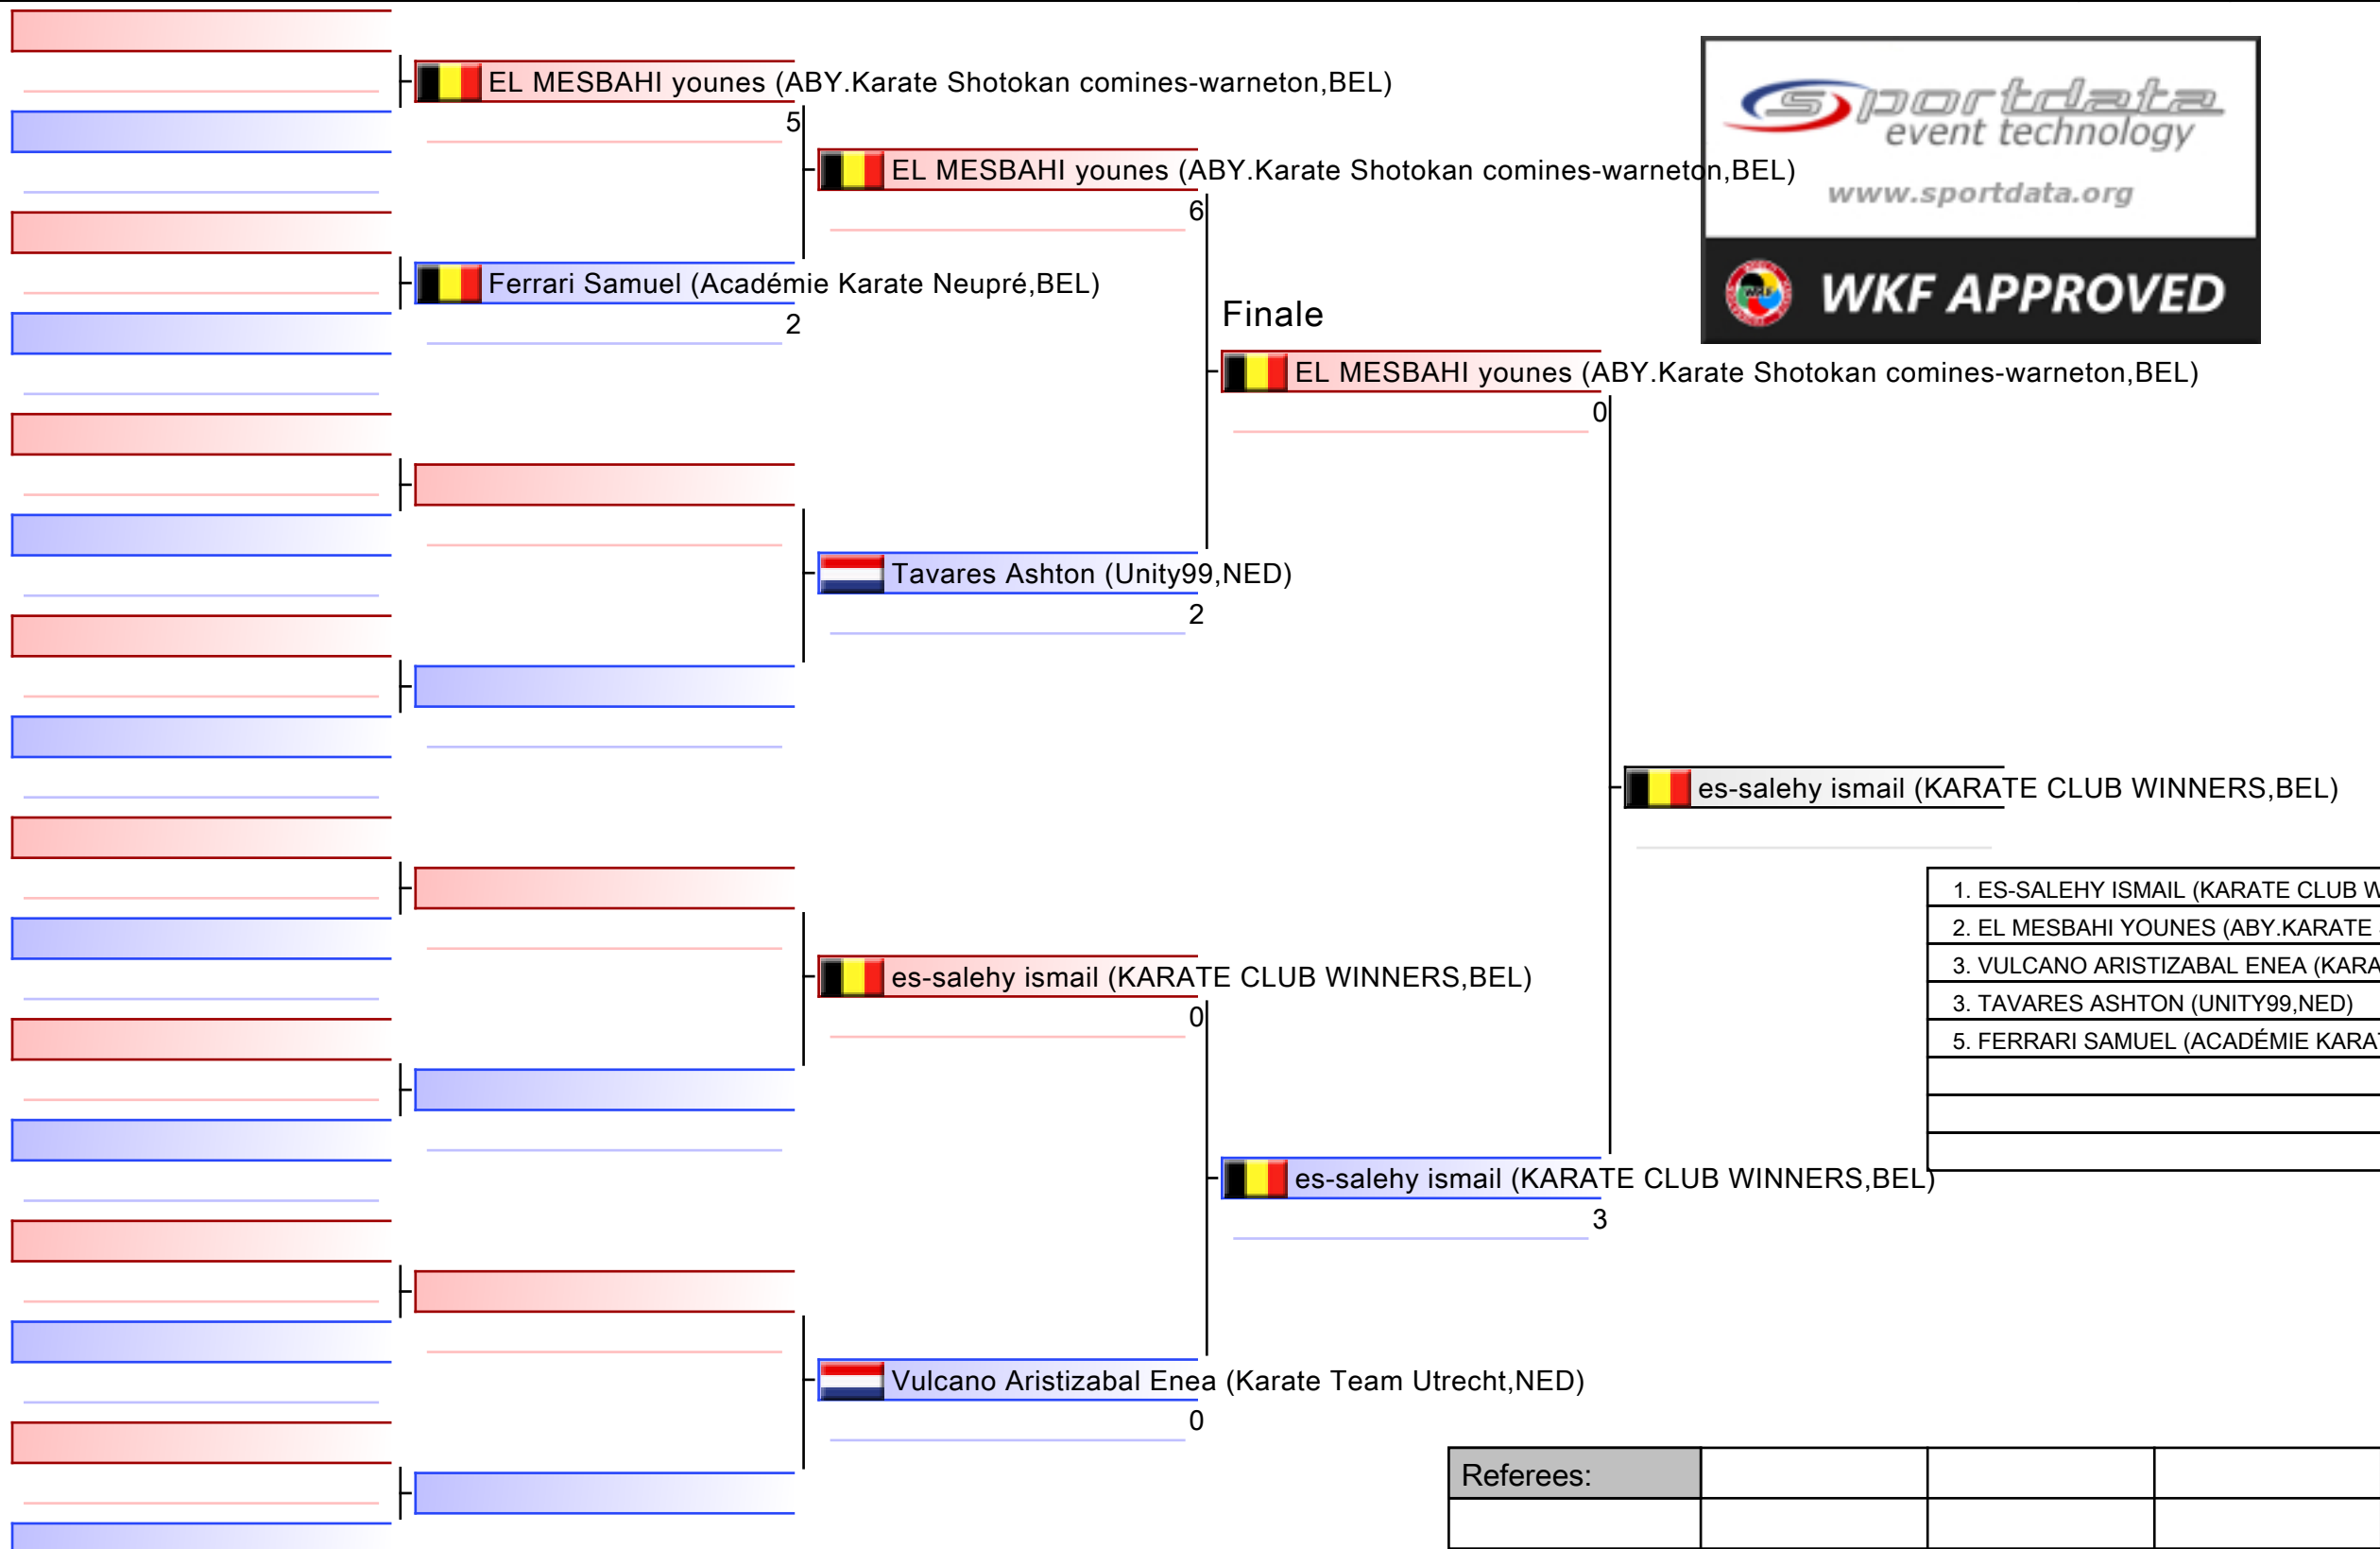 EL MESBAHI younes (ABY.Karate Shotokan comines-warneton,BEL)
5
Ferrari Samuel (Académie Karate Neupré,BEL)
2
EL MESBAHI younes (ABY.Karate Shotokan comines-warneton,BEL)
6
Tavares Ashton (Unity99,NED)
2
es-salehy ismail (KARATE CLUB WINNERS,BEL)
0
Vulcano Aristizabal Enea (Karate Team Utrecht,NED)
0
Finale
EL MESBAHI younes (ABY.Karate Shotokan comines-warneton,BEL)
0
es-salehy ismail (KARATE CLUB WINNERS,BEL)
3
es-salehy ismail (KARATE CLUB WINNERS,BEL)
sportdata
event technology
www.sportdata.org
WKF APPROVED
1. ES-SALEHY ISMAIL (KARATE CLUB
2. EL MESBAHI YOUNES (ABY.KARATE
3. VULCANO ARISTIZABAL ENEA
3. TAVARES ASHTON (UNITY99,NED)
5. FERRARI SAMUEL (ACADÉMIE
Referees: